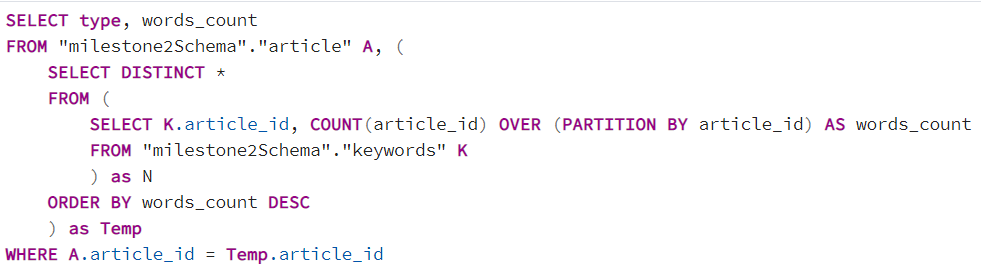 SELECT type, words_count
FROM "milestone2Schema"."article" A, (
SELECT DISTINCT *
FROM (
SELECT K.article_id, COUNT(article_id) OVER (PARTITION BY article_id) AS words_count
FROM "milestone2Schema"."keywords" K
) as N
ORDER BY words_count DESC
) as Temp
WHERE A.article_id = Temp.article_id